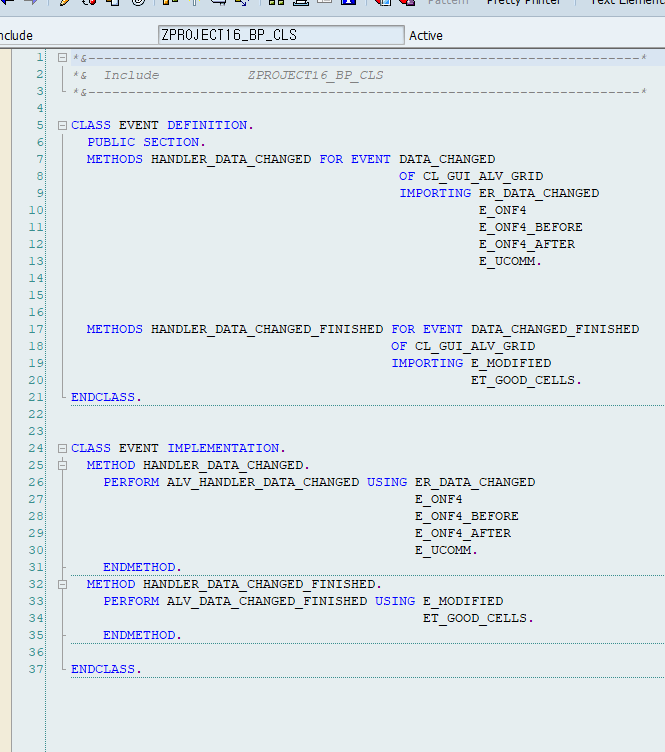 Pattern Pretty Printer Text Elemen
nclude ZPROJECT16_BP_CLS Active
1 *&---------------------------------------------------------------------*
2 *& Include ZPROJECT16_BP_CLS
3 *&---------------------------------------------------------------------*
4
5 CLASS EVENT DEFINITION.
6 PUBLIC SECTION.
7 METHODS HANDLER_DATA_CHANGED FOR EVENT DATA_CHANGED
8 OF CL_GUI_ALV_GRID
9 IMPORTING ER_DATA_CHANGED
10 E_ONF4
11 E_ONF4_BEFORE
12 E_ONF4_AFTER
13 E_UCOMM.
14
15
16
17 METHODS HANDLER_DATA_CHANGED_FINISHED FOR EVENT DATA_CHANGED_FINISHED
18 OF CL_GUI_ALV_GRID
19 IMPORTING E_MODIFIED
20 ET_GOOD_CELLS.
21 ENDCLASS.
22
23
24 CLASS EVENT IMPLEMENTATION.
25 METHOD HANDLER_DATA_CHANGED.
26 PERFORM ALV_HANDLER_DATA_CHANGED USING ER_DATA_CHANGED
27 E_ONF4
28 E_ONF4_BEFORE
29 E_ONF4_AFTER
30 E_UCOMM.
31 ENDMETHOD.
32 METHOD HANDLER_DATA_CHANGED_FINISHED.
33 PERFORM ALV_DATA_CHANGED_FINISHED USING E_MODIFIED
34 ET_GOOD_CELLS.
35 ENDMETHOD.
36
37 ENDCLASS.